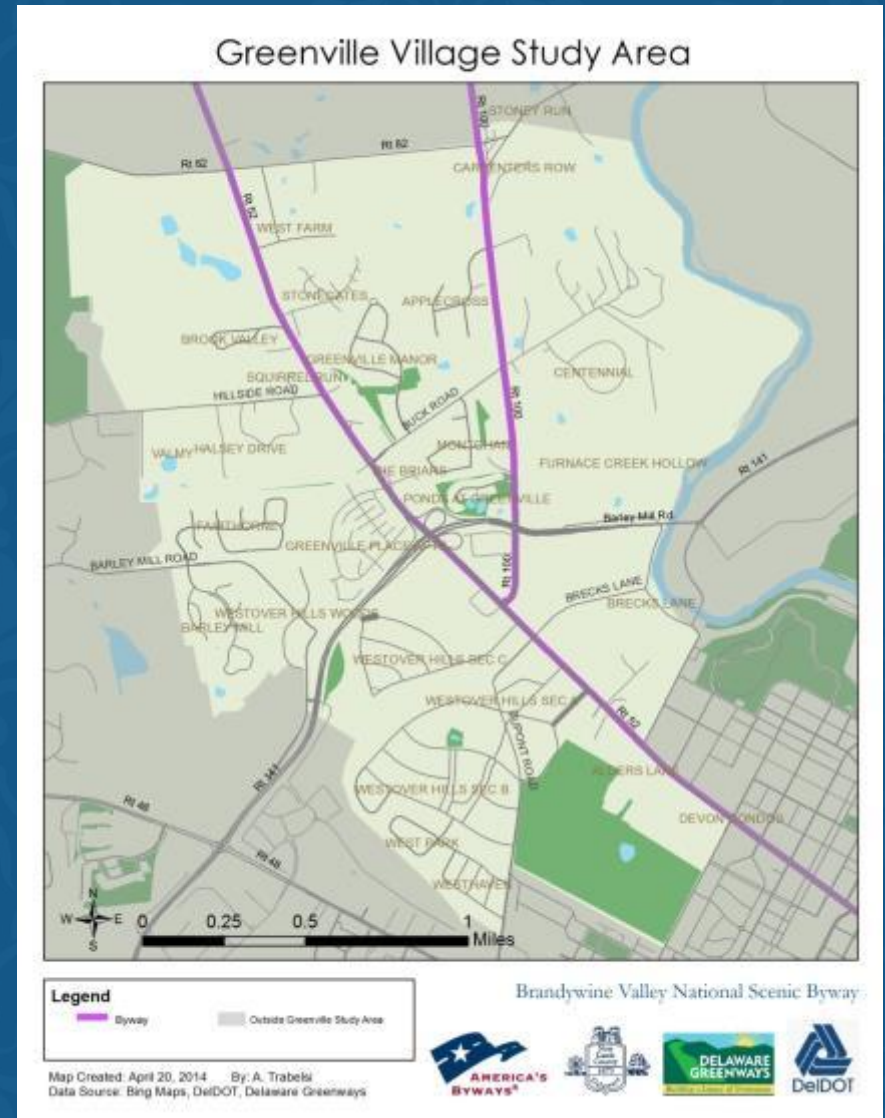 Greenville Village Study Area
Rt 100
STONEY RUN
Rt 82
Rt 82
CARPENTERS ROW
Rt 52
WEST FARM
STONEGATES
APPLECROSS
BROOK VALLEY
GREENVILLE MANOR
SQUIRREL RUN
HILLSIDE ROAD
CENTENNIAL
BUCK ROAD
Rt 100
MONTCHAN
VALMY
HALSEY DRIVE
THE BRIARS
FURNACE CREEK HOLLOW
Rt 141
PONDS AT GREENVILLE
Barley Mill Rd
FAWTHORNE
GREENVILLE PLACE
BARLEY MILL ROAD
Rt 100
BRECKS LANE
BRECKS LANE
WESTOVER HILLS WOODS
BARLEY MILL
WESTOVER HILLS SEC C
WESTOVER HILLS SEC
Rt 52
DUPONT ROAD
ALDERS LANE
Rt 141
WESTOVER HILLS SEC B
DEVON CONDOS
Rt 48
WEST PARK
Rt 48
WESTHAVEN
N
W E
S
0 0.25 0.5 1
Miles
Legend
Byway
Outside Greenville Study Area
Brandywine Valley National Scenic Byway
Map Created: April 20, 2014 By: A. Trabelsi
Data Source: Bing Maps, DelDOT, Delaware Greenways
AMERICA'S
BYWAYS®
DELAWARE
GREENWAYS
DelDOT